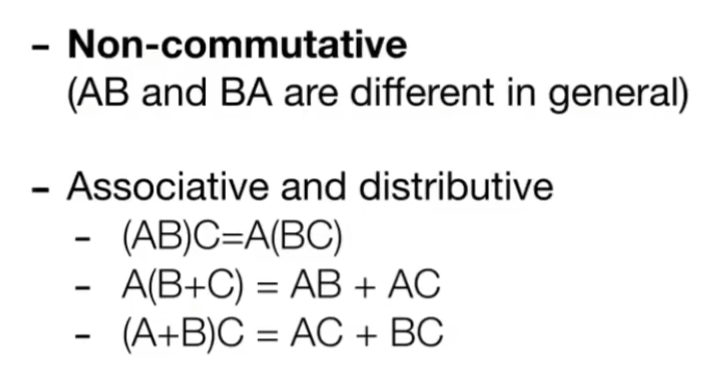 - Non-commutative
(AB and BA are different in general)
- Associative and distributive
- (AB)C=A(BC)
- A(B+C) = AB + AC
- (A+B)C = AC + BC